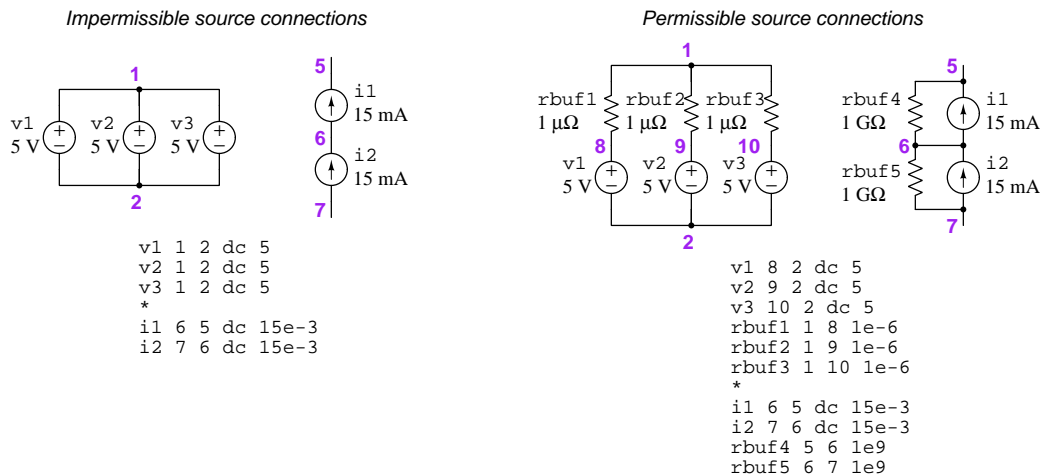 Impermissible source connections
1
v1
5 V
v2
5 V
v3
5 V
+
−
+
−
+
−
2
5
i1
15 mA
6
i2
15 mA
7
v1 1 2 dc 5
v2 1 2 dc 5
v3 1 2 dc 5
*
i1 6 5 dc 15e-3
i2 7 6 dc 15e-3
Permissible source connections
1
rbuf1
1 μΩ
rbuf2
1 μΩ
rbuf3
1 μΩ
8
9
10
v1
5 V
v2
5 V
v3
5 V
+
−
+
−
+
−
2
5
rbuf4
1 GΩ
i1
15 mA
6
rbuf5
1 GΩ
i2
15 mA
7
v1 8 2 dc 5
v2 9 2 dc 5
v3 10 2 dc 5
rbuf1 1 8 1e-6
rbuf2 1 9 1e-6
rbuf3 1 10 1e-6
*
i1 6 5 dc 15e-3
i2 7 6 dc 15e-3
rbuf4 5 6 1e9
rbuf5 6 7 1e9